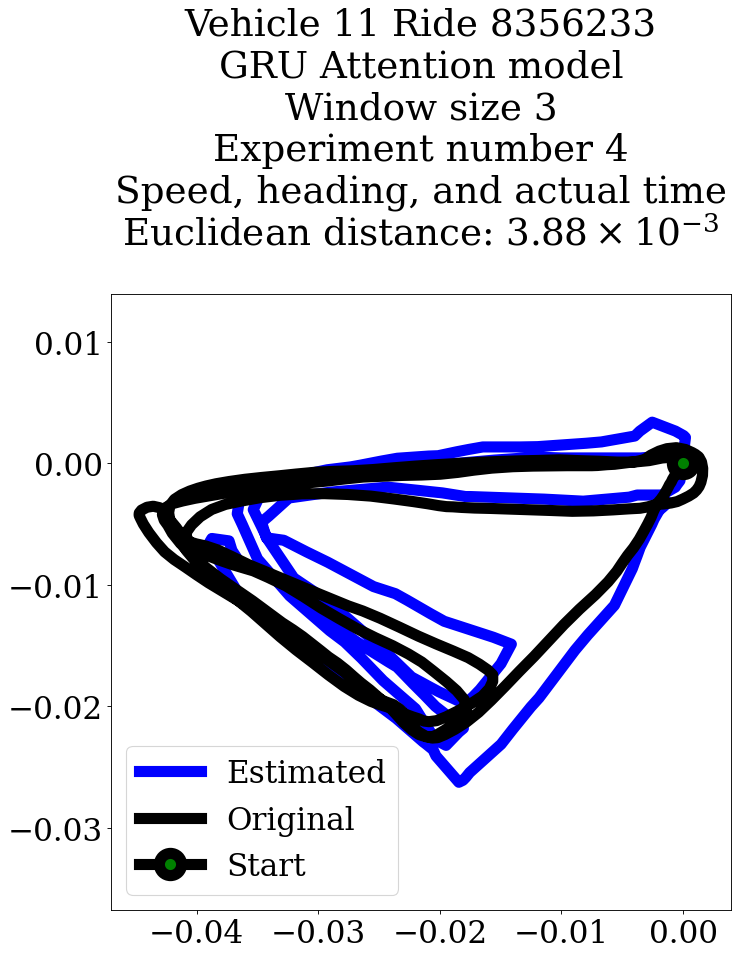 Vehicle 11 Ride 8356233
GRU Attention model
Window size 3
Experiment number 4
Speed, heading, and actual time
Euclidean distance: 3.88 × 10⁻³
0.01
0.00
−0.01
−0.02
−0.03
Estimated
Original
Start
−0.04 −0.03 −0.02 −0.01 0.00